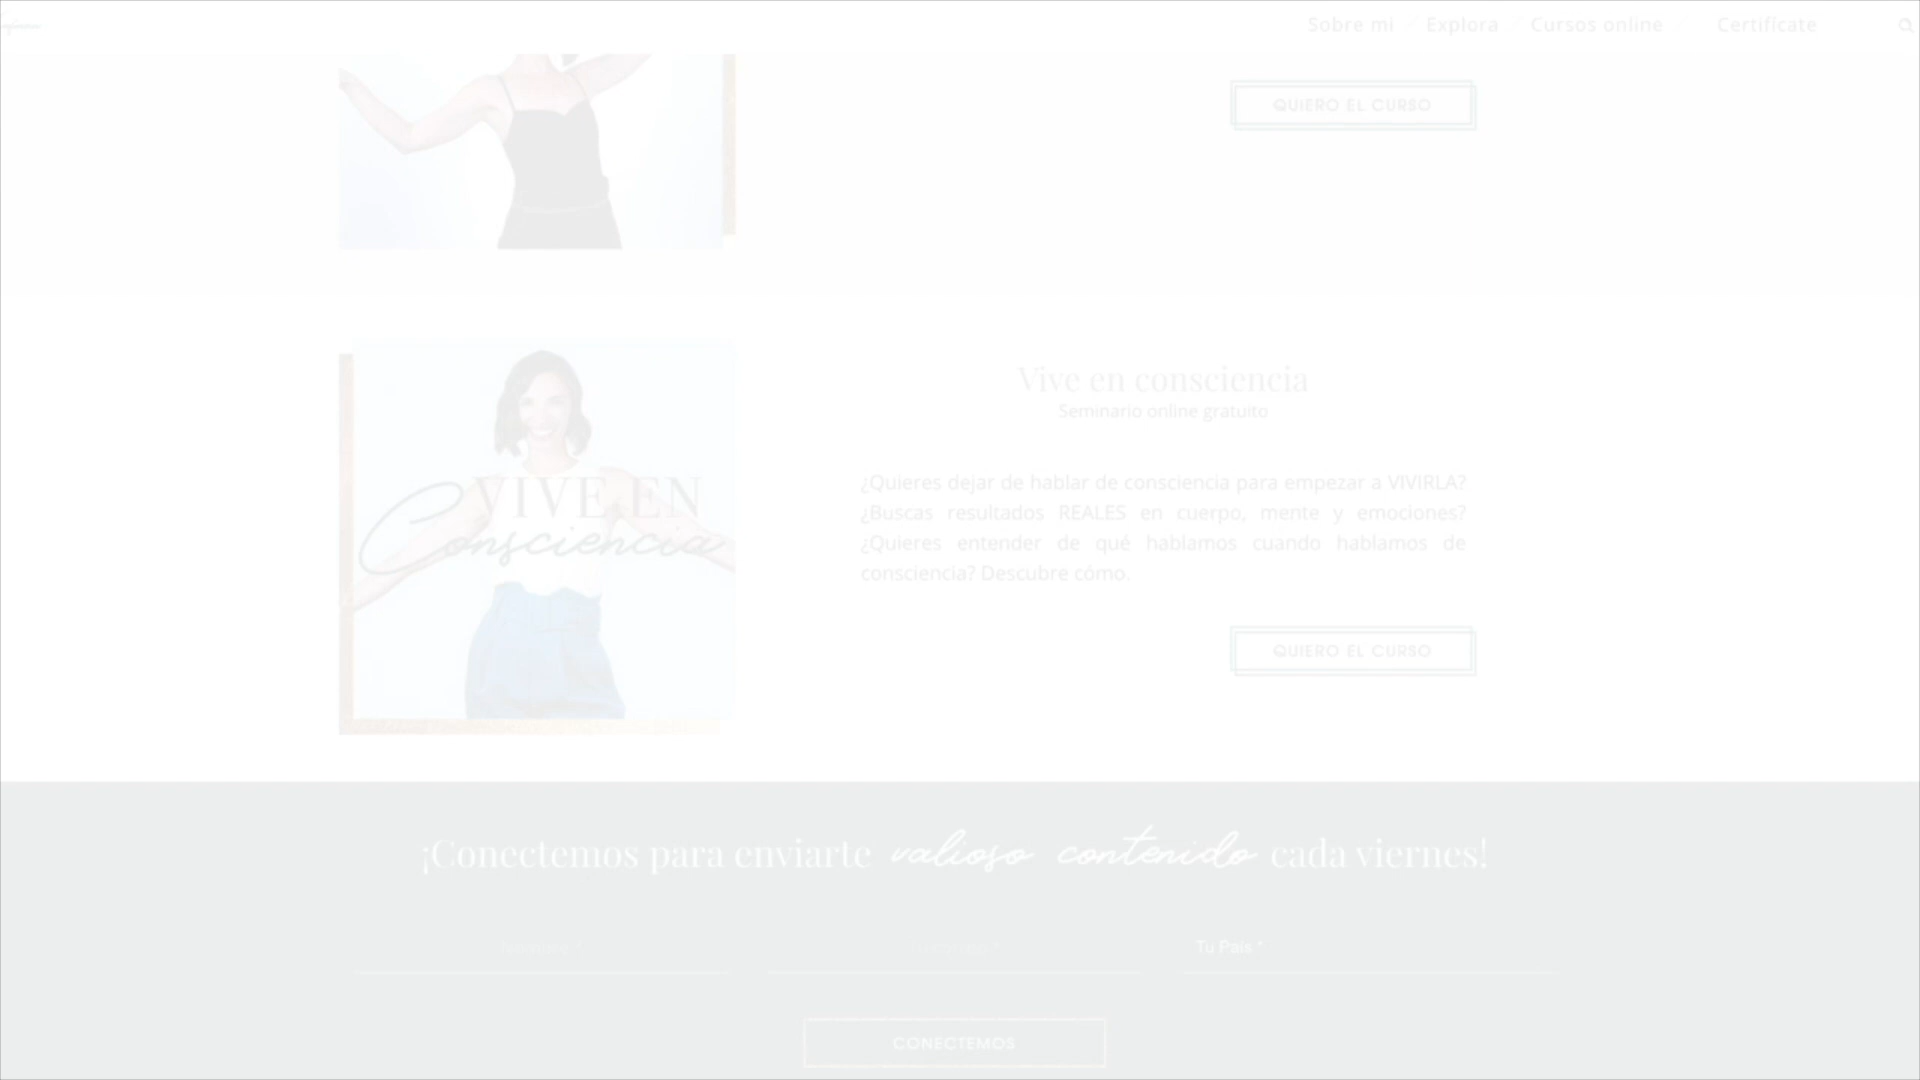 Sobre mi / Explora / Cursos online / Certifícate
QUIERO EL CURSO
VIVE EN
Consciencia
Vive en consciencia
Seminario online gratuito
¿Quieres dejar de hablar de consciencia para empezar a VIVIRLA?
¿Buscas resultados REALES en cuerpo, mente y emociones?
¿Quieres entender de qué hablamos cuando hablamos de
consciencia? Descubre cómo.
QUIERO EL CURSO
¡Conectemos para enviarte valioso contenido cada viernes!
Nombre *
Tu País *
CONECTEMOS